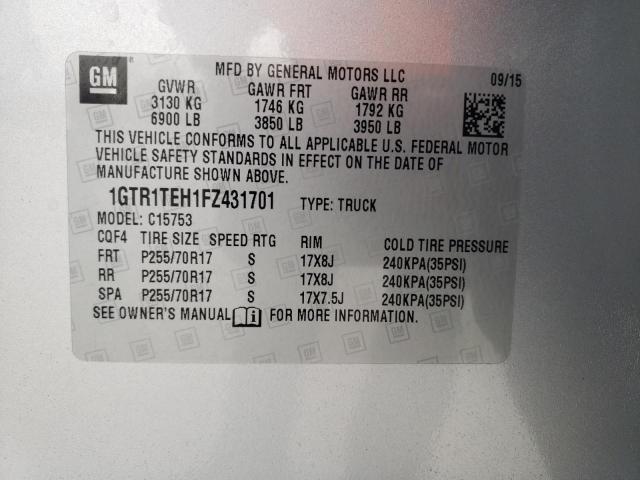 GM
MFD BY GENERAL MOTORS LLC 09/15
GVWR GAWR FRT GAWR RR
3130 KG 1746 KG 1792 KG
6900 LB 3850 LB 3950 LB
THIS VEHICLE CONFORMS TO ALL APPLICABLE U.S. FEDERAL MOTOR
VEHICLE SAFETY STANDARDS IN EFFECT ON THE DATE OF
MANUFACTURE SHOWN ABOVE.
1GTR1TEH1FZ431701 TYPE: TRUCK
MODEL: C15753
CQF4 TIRE SIZE SPEED RTG RIM COLD TIRE PRESSURE
FRT P255/70R17 S 17X8J 240KPA(35PSI)
RR P255/70R17 S 17X8J 240KPA(35PSI)
SPA P255/70R17 S 17X7.5J 240KPA(35PSI)
SEE OWNER'S MANUAL FOR MORE INFORMATION.